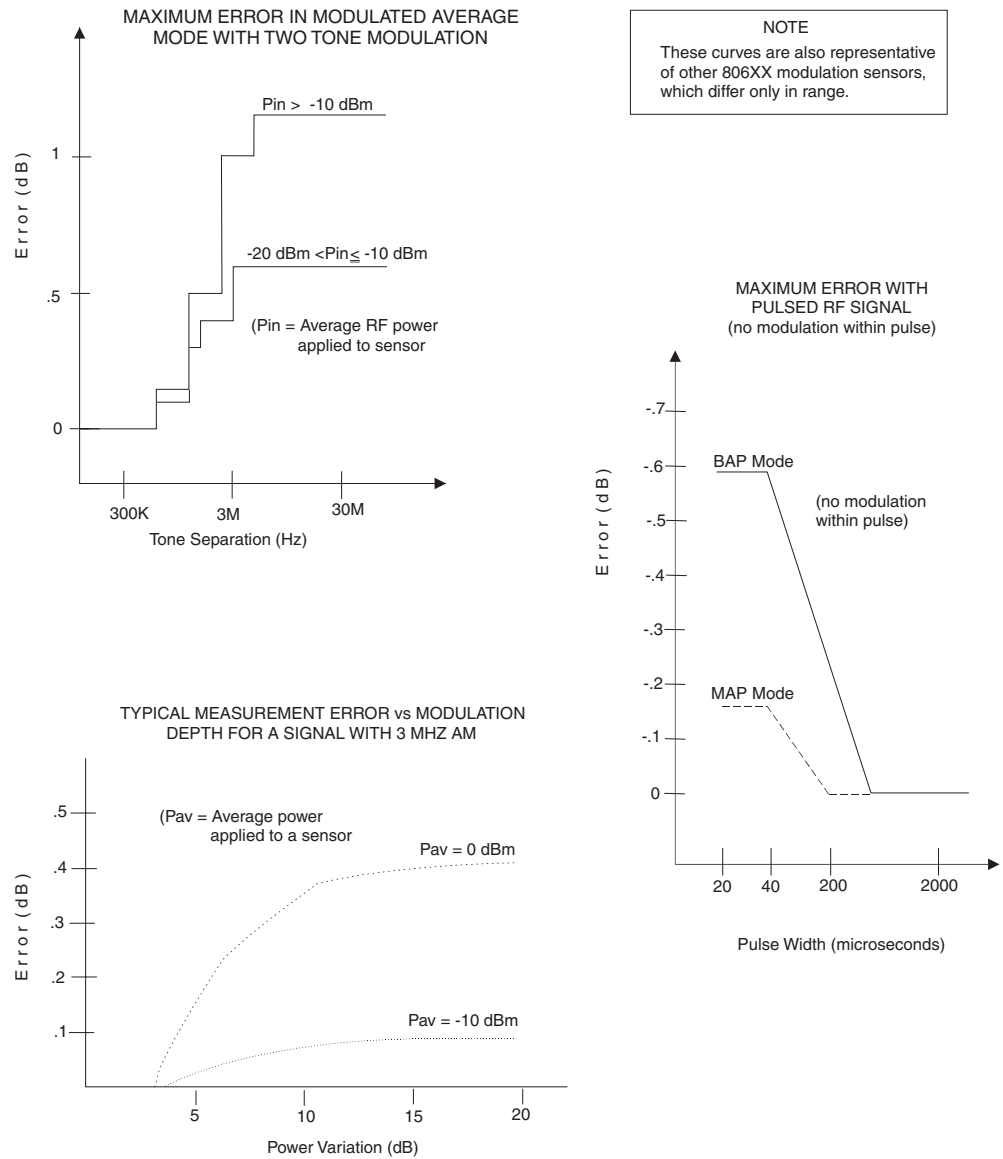 MAXIMUM ERROR IN MODULATED AVERAGE
MODE WITH TWO TONE MODULATION
Pin > -10 dBm
1
-20 dBm <Pin≤ -10 dBm
.5
(Pin = Average RF power
applied to sensor
0
Error (dB)
300K
3M
30M
Tone Separation (Hz)
NOTE
These curves are also representative
of other 806XX modulation sensors,
which differ only in range.
MAXIMUM ERROR WITH
PULSED RF SIGNAL
(no modulation within pulse)
-.7
-.6
BAP Mode
(no modulation
within pulse)
-.5
-.4
-.3
-.2
MAP Mode
-.1
0
Error (dB)
20
40
200
2000
Pulse Width (microseconds)
TYPICAL MEASUREMENT ERROR vs MODULATION
DEPTH FOR A SIGNAL WITH 3 MHZ AM
(Pav = Average power
applied to a sensor
.5
Pav = 0 dBm
.4
.3
.2
Pav = -10 dBm
.1
Error (dB)
5
10
15
20
Power Variation (dB)